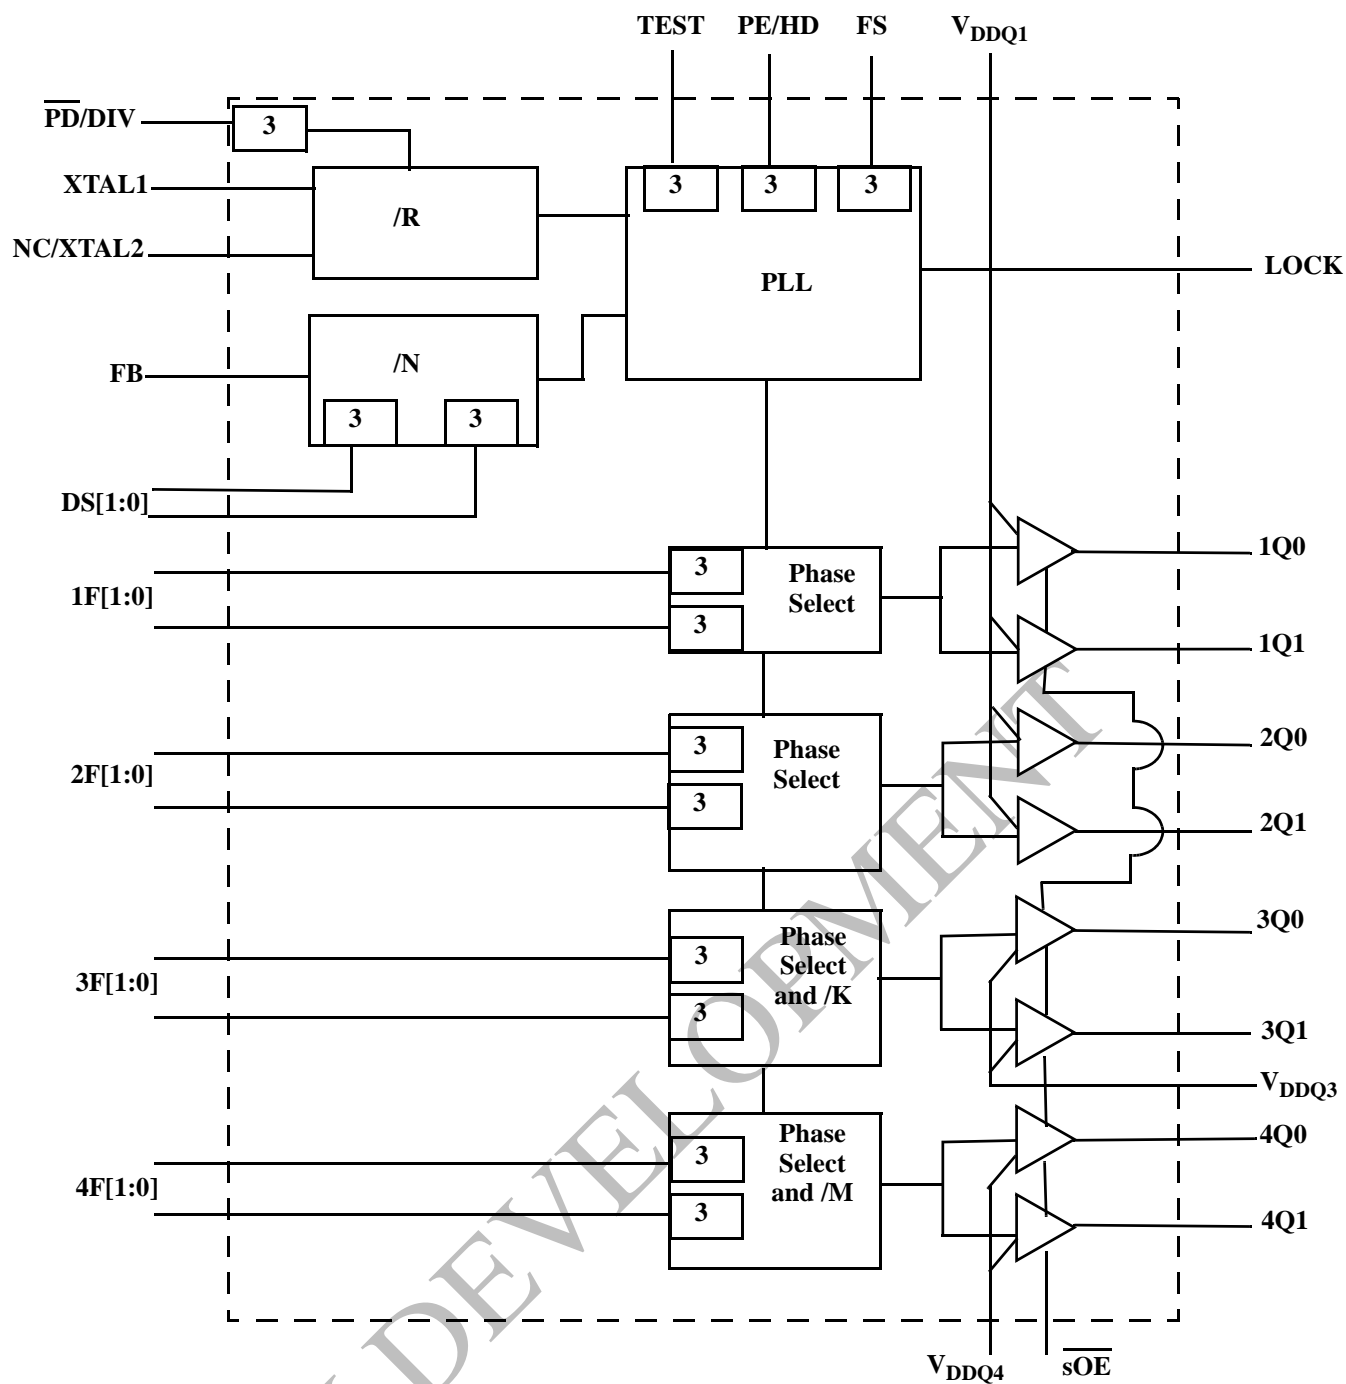 TEST PE/HD FS VDDQ1
PD/DIV 3
XTAL1
/R
3 3 3
NC/XTAL2
PLL
LOCK
FB
/N
3 3
DS[1:0]
1F[1:0]
3
3
Phase
Select
1Q0
1Q1
2F[1:0]
3
3
Phase
Select
2Q0
2Q1
3F[1:0]
3
3
Phase
Select
and /K
3Q0
3Q1
VDDQ3
4F[1:0]
3
3
Phase
Select
and /M
4Q0
4Q1
VDDQ4 sOE
DEVELOPMENT